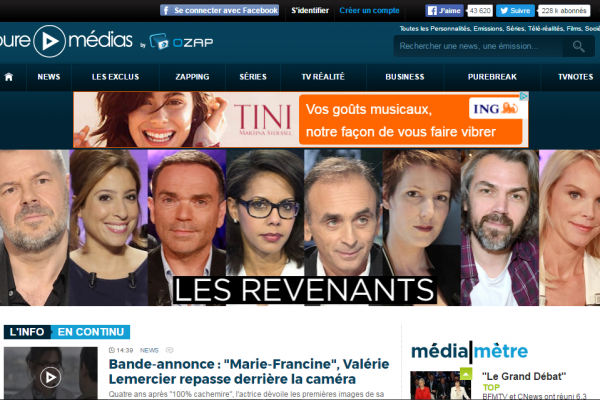 Se connecter avec Facebook
S'identifier
Créer un compte
J'aime
43 620
Suivre
228 k abonnés
pure médias by OZAP
Toutes les Personnalités, Emissions, Séries, Télé-réalités, Films, Socié
Rechercher une news, une émission...
NEWS
LES EXCLUS
ZAPPING
SÉRIES
TV RÉALITÉ
BUSINESS
PUREBREAK
TVNOTES
TINI
MARTINA STOESSEL
Vos goûts musicaux,
notre façon de vous faire vibrer
ING
LES REVENANTS
L'INFO EN CONTINU
14:39 NEWS
Bande-annonce : "Marie-Francine", Valérie
Lemercier repasse derrière la caméra
Quatre ans après "100% cachemire", l'actrice dévoile les premières images de sa
média|mètre
"Le Grand Débat"
TOP
BFMTV et CNews ont réuni 6.3